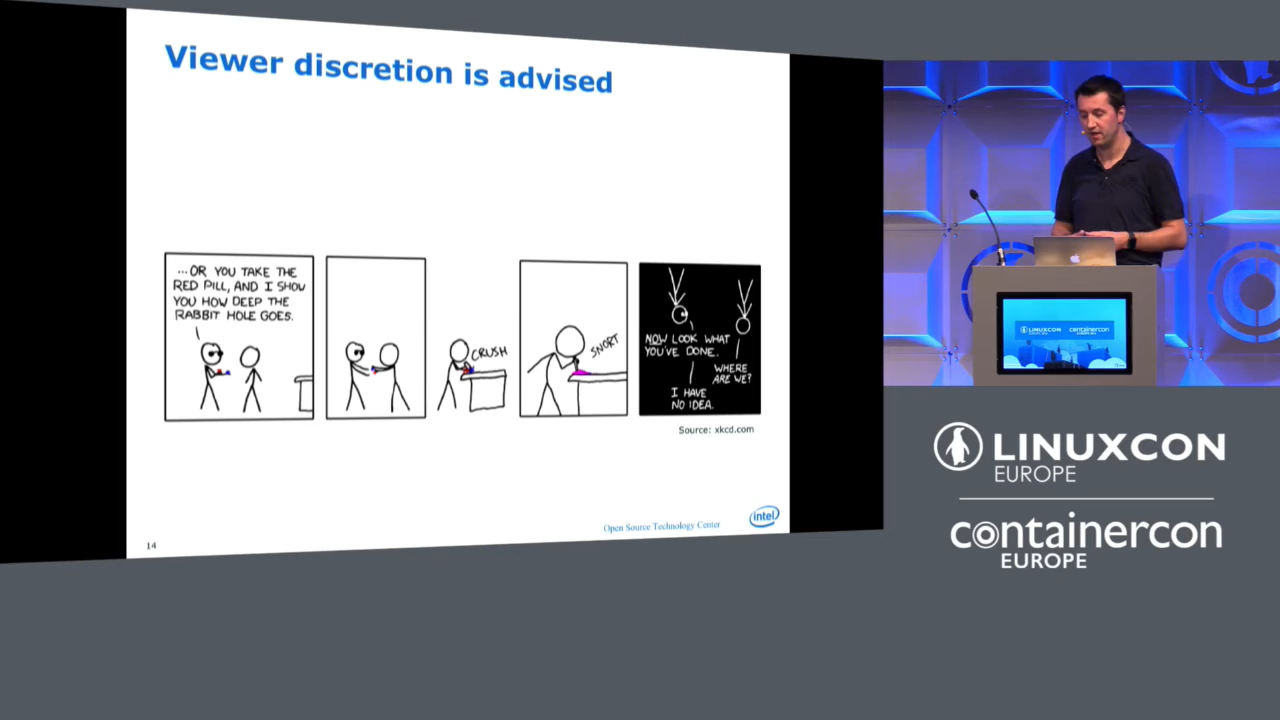 Viewer discretion is advised
...OR YOU TAKE THE
RED PILL, AND I SHOW
YOU HOW DEEP THE
RABBIT HOLE GOES.
CRUSH
SNORT
NOW LOOK WHAT
YOU'VE DONE.
WHERE
ARE WE?
I HAVE
NO IDEA.
Source: xkcd.com
Open Source Technology Center
intel
14
LINUXCON
containercon
LINUXCON
EUROPE
containercon
EUROPE